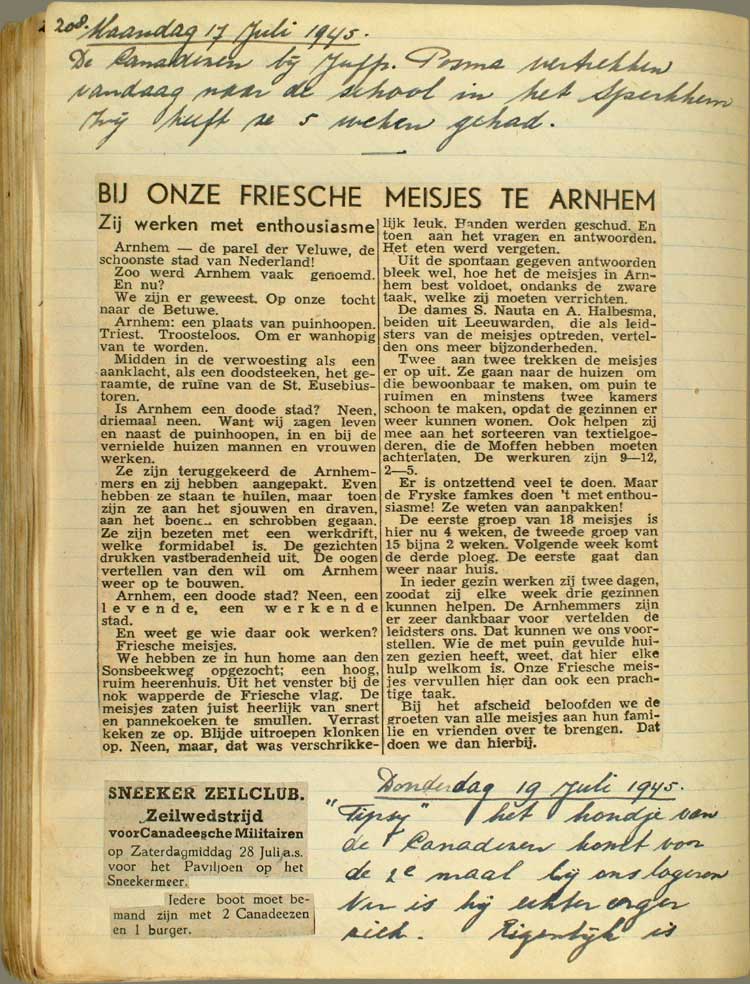 208.
Maandag 17 Juli 1945.
De Canadezen bij Juffr. Posma vertrekken
vandaag naar de school in het Sperkhem
Wij heeft ze 5 weken gehad.
BIJ ONZE FRIESCHE MEISJES TE ARNHEM
Zij werken met enthousiasme
Arnhem — de parel der Veluwe, de
schoonste stad van Nederland!
Zoo werd Arnhem vaak genoemd.
En nu?
We zijn er geweest. Op onze tocht
naar de Betuwe.
Arnhem: een plaats van puinhoopen.
Triest. Troosteloos. Om er wanhopig
van te worden.
Midden in de verwoesting als een
aanklacht, als een doodsteeken, het ge-
raamte, de ruïne van de St. Eusebius-
toren.
Is Arnhem een doode stad? Neen,
driemaal neen. Want wij zagen leven
en naast de puinhoopen, in en bij de
vernielde huizen mannen en vrouwen
werken.
Ze zijn teruggekeerd de Arnhem-
mers en zij hebben aangepakt. Even
hebben ze staan te huilen, maar toen
zijn ze aan het sjouwen en draven,
aan het boene. en schrobben gegaan.
Ze zijn bezeten met een werkdrift,
welke formidabel is. De gezichten
drukken vastberadenheid uit. De oogen
vertellen van den wil om Arnhem
weer op te bouwen.
Arnhem, een doode stad? Neen, een
levende, een werkende
stad.
En weet ge wie daar ook werken?
Friesche meisjes.
We hebben ze in hun home aan den
Sonsbeekweg opgezocht; een hoog,
ruim heerenhuis. Uit het venster bij de
nok wapperde de Friesche vlag. De
meisjes zaten juist heerlijk van snert
en pannekoeken te smullen. Verrast
keken ze op. Blijde uitroepen klonken
op. Neen, maar, dat was verschrikke-
lijk leuk. Handen werden geschud. En
toen aan het vragen en antwoorden.
Het eten werd vergeten.
Uit de spontaan gegeven antwoorden
bleek wel, hoe het de meisjes in Arn-
hem best voldoet, ondanks de zware
taak, welke zij moeten verrichten.
De dames S. Nauta en A. Halbesma,
beiden uit Leeuwarden, die als leid-
sters van de meisjes optreden, vertel-
den ons meer bijzonderheden.
Twee aan twee trekken de meisjes
er op uit. Ze gaan naar de huizen om
die bewoonbaar te maken, om puin te
ruimen en minstens twee kamers
schoon te maken, opdat de gezinnen er
weer kunnen wonen. Ook helpen zij
mee aan het sorteeren van textielgoe-
deren, die de Moffen hebben moeten
achterlaten. De werkuren zijn 9—12,
2—5.
Er is ontzettend veel te doen. Maar
de Fryske famkes doen 't met enthou-
siasme! Ze weten van aanpakken!
De eerste groep van 18 meisjes is
hier nu 4 weken, de tweede groep van
15 bijna 2 weken. Volgende week komt
de derde ploeg. De eerste gaat dan
weer naar huis.
In ieder gezin werken zij twee dagen,
zoodat zij elke week drie gezinnen
kunnen helpen. De Arnhemmers zijn
er zeer dankbaar voor vertelden de
leidsters ons. Dat kunnen we ons voor-
stellen. Wie de met puin gevulde hui-
zen gezien heeft, weet, dat hier elke
hulp welkom is. Onze Friesche meis-
jes vervullen hier dan ook een prach-
tige taak.
Bij het afscheid beloofden we de
groeten van alle meisjes aan hun fami-
lie en vrienden over te brengen. Dat
doen we dan hierbij.
SNEEKER ZEILCLUB.
Zeilwedstrijd
voor Canadeesche Militairen
op Zaterdagmiddag 28 Juli a.s.
voor het Paviljoen op het
Sneekermeer.
Iedere boot moet be-
mand zijn met 2 Canadeezen
en 1 burger.
Donderdag 19 Juli 1945.
"Tipsy" het hondje van
de Canadezen komt voor
de 2e maal bij ons logeren
Nu is hij echter erger
ziek. Eigenlijk is